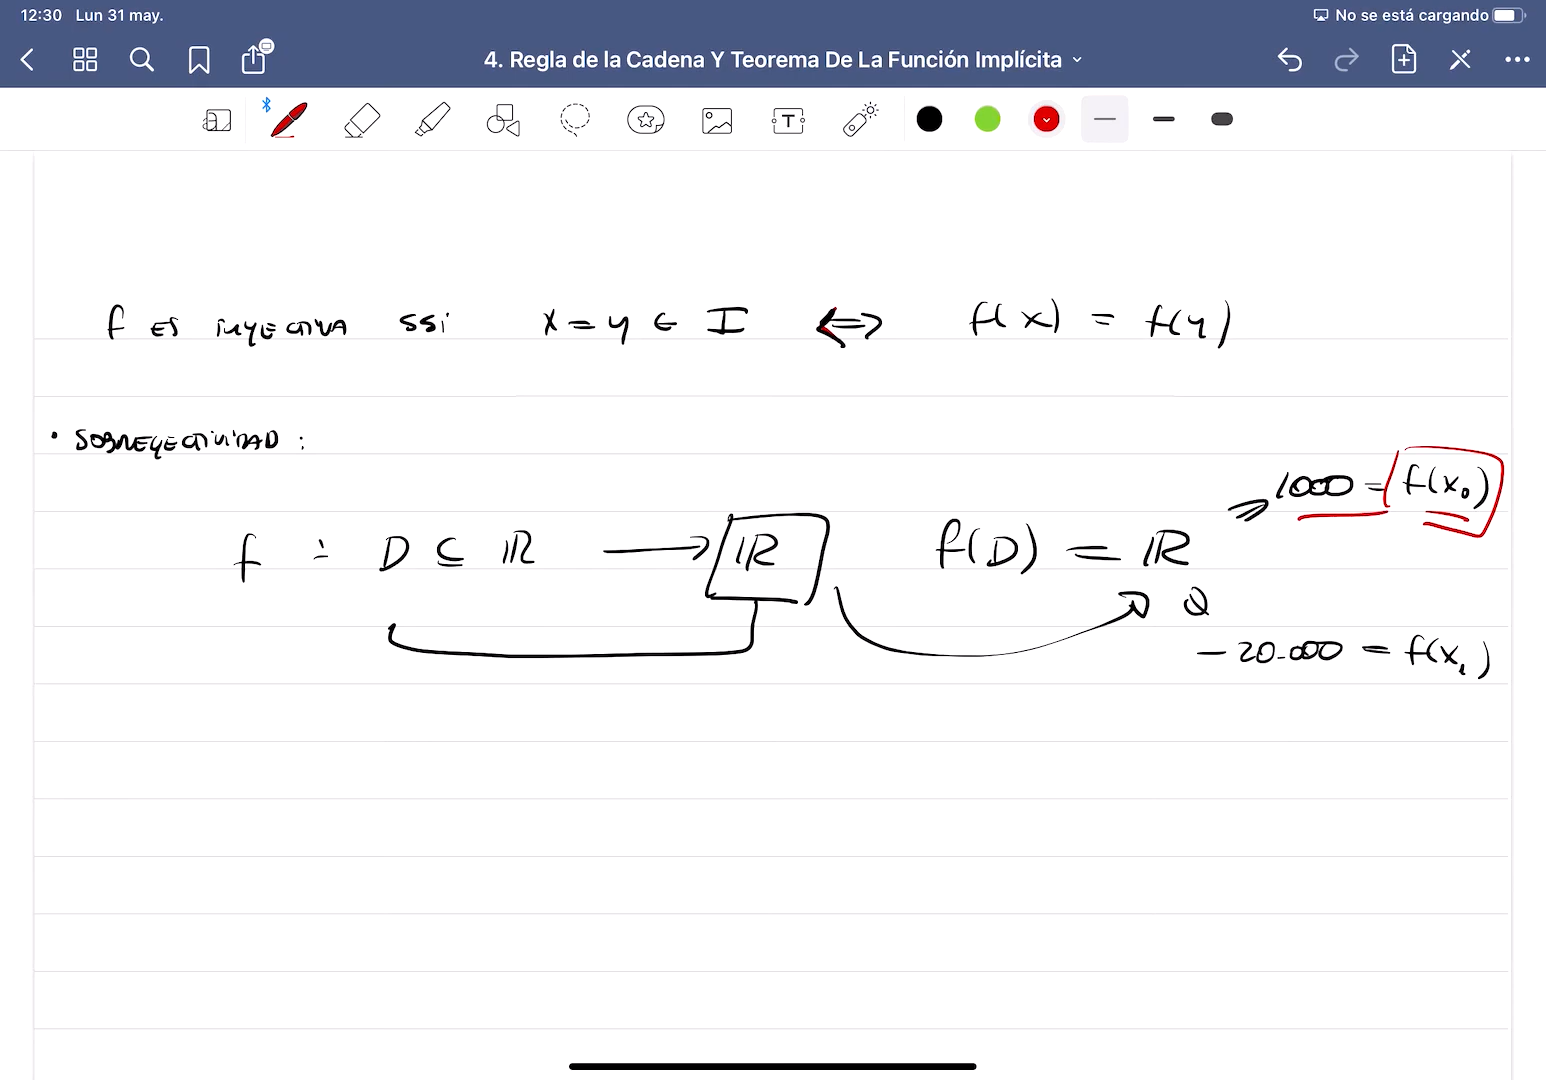 12:30 Lun 31 may. No se está cargando
4. Regla de la Cadena Y Teorema De La Función Implícita
f ES INYECTIVA SSi x = y ∈ I ⟺ f(x) = f(y)
• SOBREYECTIVIDAD :
⇒ 1000 = f(x₀)
f : D ⊆ ℝ ⟶ ℝ f(D) = ℝ
- 20.000 = f(x₁)